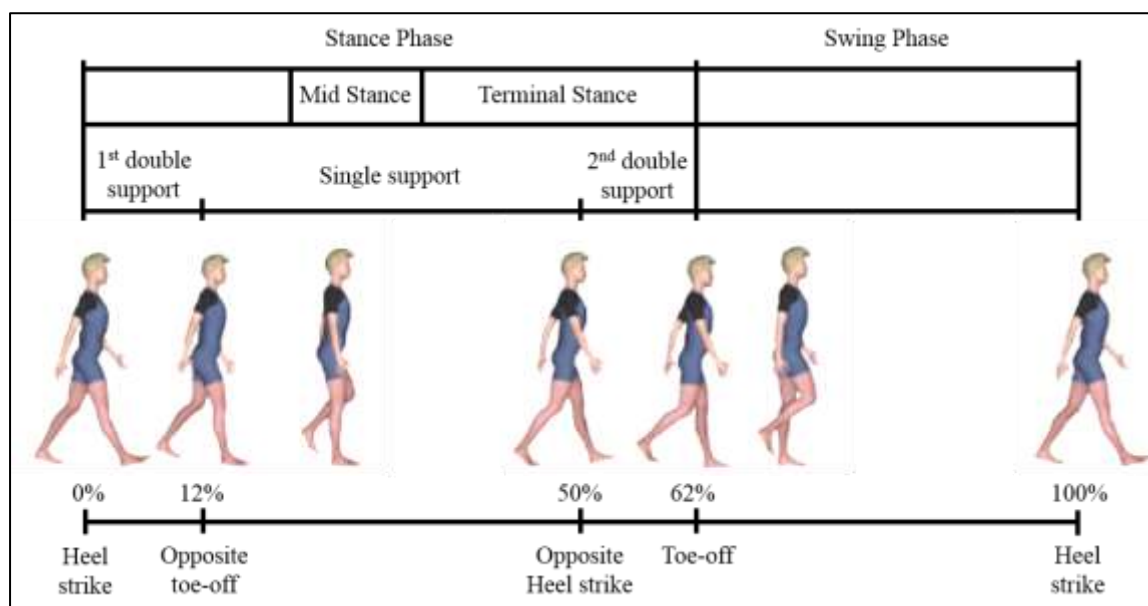 Stance Phase
Swing Phase
Mid Stance
Terminal Stance
1st double
support
Single support
2nd double
support
0%
12%
50%
62%
100%
Heel
strike
Opposite
toe-off
Opposite
Heel strike
Toe-off
Heel
strike